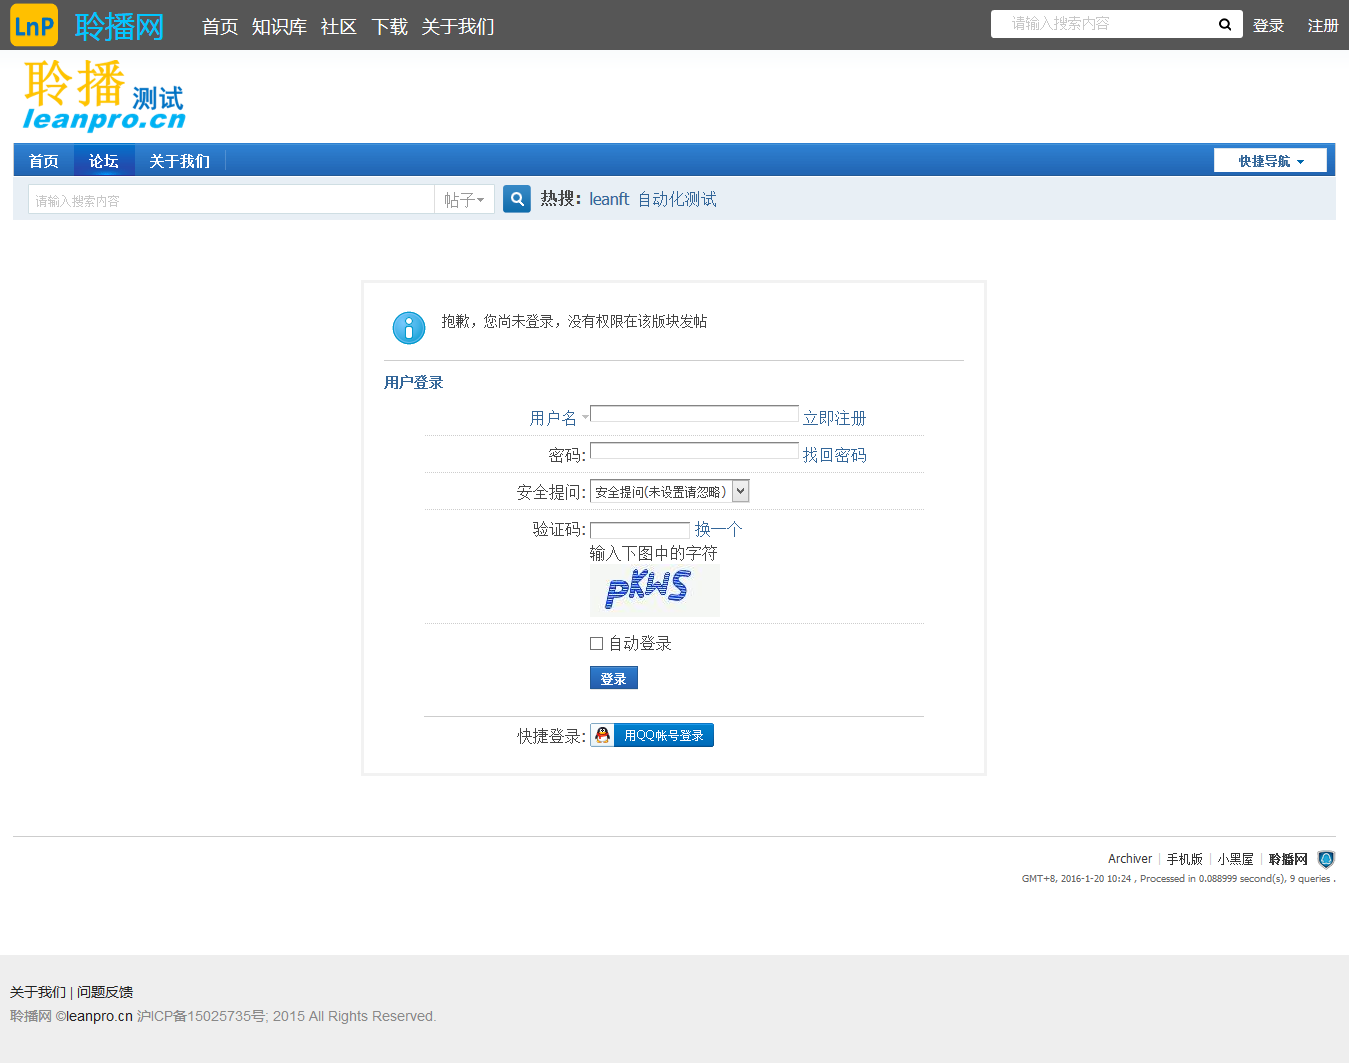 LnP 聆播网 首页 知识库 社区 下载 关于我们 请输入搜索内容 登录 注册
聆播测试
leanpro.cn
首页 论坛 关于我们 快捷导航
请输入搜索内容 帖子 热搜: leanft 自动化测试
抱歉，您尚未登录，没有权限在该版块发帖
用户登录
用户名 立即注册
密码: 找回密码
安全提问: 安全提问(未设置请忽略)
验证码: 换一个
输入下图中的字符
pKWS
自动登录
登录
快捷登录: 用QQ帐号登录
Archiver | 手机版 | 小黑屋 | 聆播网
GMT+8, 2016-1-20 10:24 , Processed in 0.088999 second(s), 9 queries .
关于我们 | 问题反馈
聆播网 ©leanpro.cn 沪ICP备15025735号; 2015 All Rights Reserved.